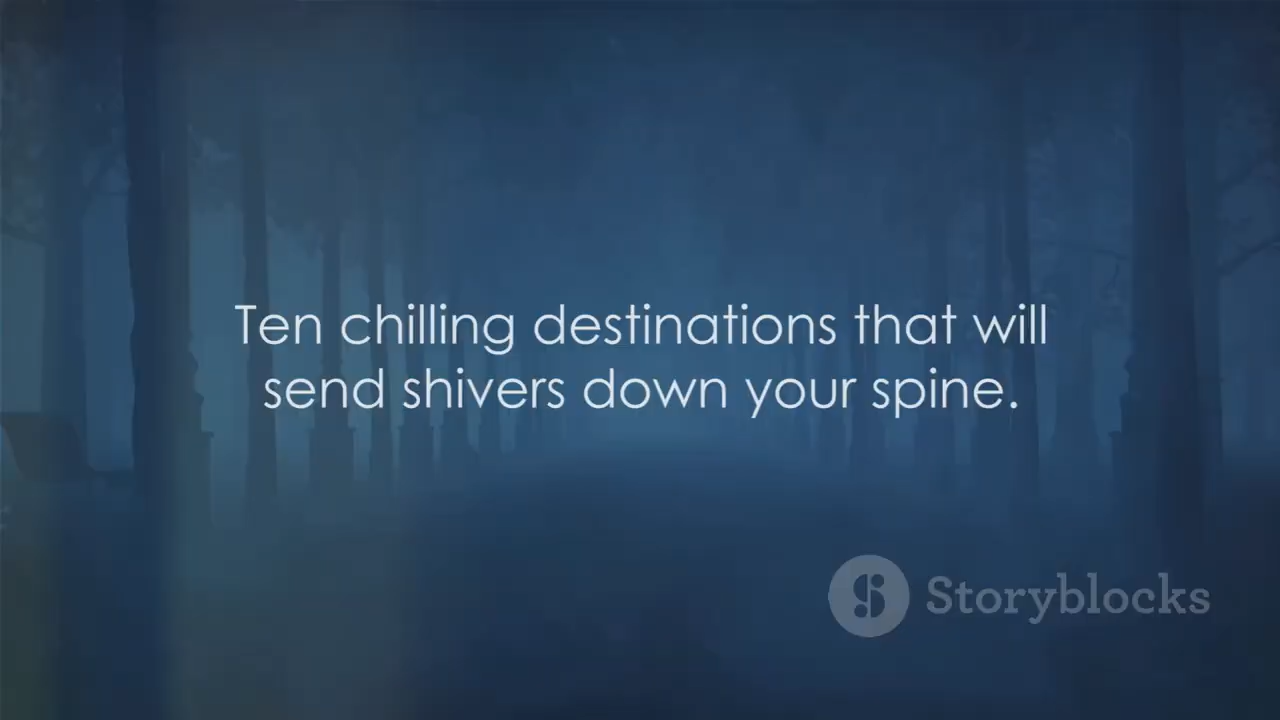 Ten chilling destinations that will
send shivers down your spine.
Storyblocks